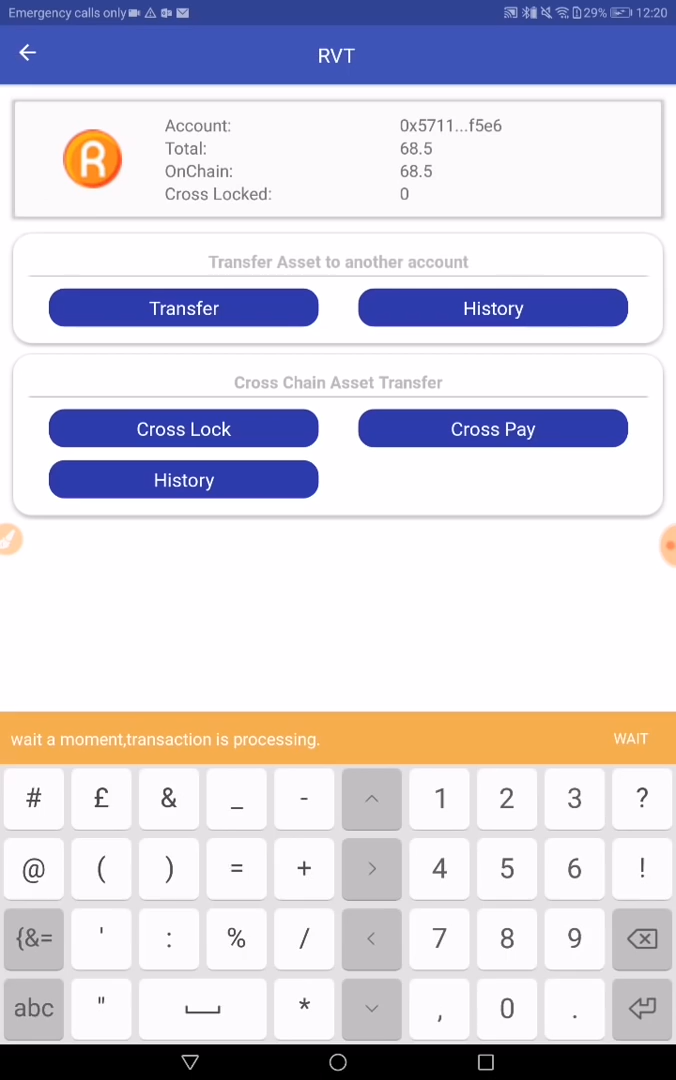 Emergency calls only 29% 12:20
RVT
R
Account: 0x5711...f5e6
Total: 68.5
OnChain: 68.5
Cross Locked: 0
Transfer Asset to another account
Transfer History
Cross Chain Asset Transfer
Cross Lock Cross Pay
History
wait a moment,transaction is processing. WAIT
# £ & _ - 1 2 3 ?
@ ( ) = + > 4 5 6 !
{&= ' : % / < 7 8 9
abc " * , 0 .